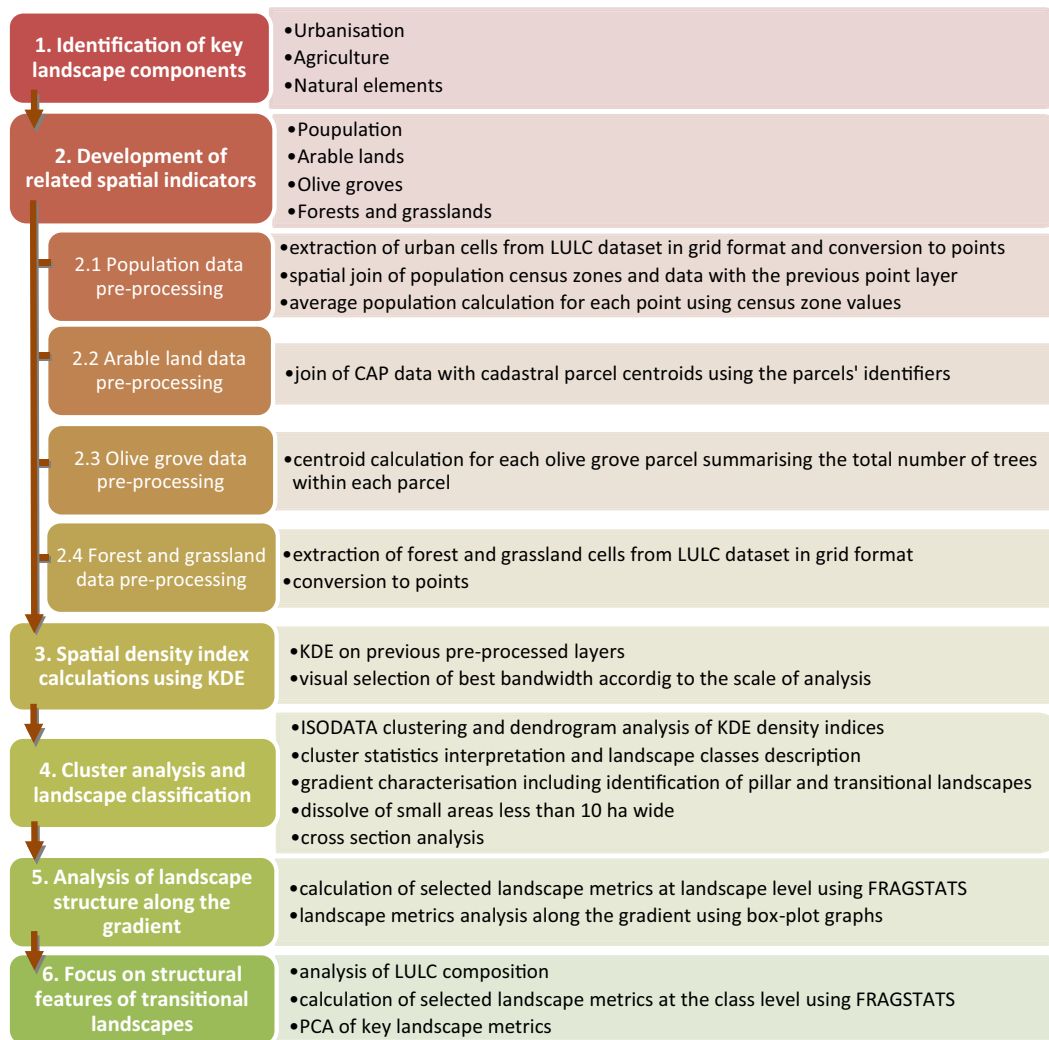 1. Identification of key
landscape components
•Urbanisation
•Agriculture
•Natural elements
2. Development of
related spatial indicators
•Poupulation
•Arable lands
•Olive groves
•Forests and grasslands
2.1 Population data
pre-processing
•extraction of urban cells from LULC dataset in grid format and conversion to points
•spatial join of population census zones and data with the previous point layer
•average population calculation for each point using census zone values
2.2 Arable land data
pre-processing
•join of CAP data with cadastral parcel centroids using the parcels' identifiers
2.3 Olive grove data
pre-processing
•centroid calculation for each olive grove parcel summarising the total number of trees
within each parcel
2.4 Forest and grassland
data pre-processing
•extraction of forest and grassland cells from LULC dataset in grid format
•conversion to points
3. Spatial density index
calculations using KDE
•KDE on previous pre-processed layers
•visual selection of best bandwidth accordig to the scale of analysis
4. Cluster analysis and
landscape classification
•ISODATA clustering and dendrogram analysis of KDE density indices
•cluster statistics interpretation and landscape classes description
•gradient characterisation including identification of pillar and transitional landscapes
•dissolve of small areas less than 10 ha wide
•cross section analysis
5. Analysis of landscape
structure along the
gradient
•calculation of selected landscape metrics at landscape level using FRAGSTATS
•landscape metrics analysis along the gradient using box-plot graphs
6. Focus on structural
features of transitional
landscapes
•analysis of LULC composition
•calculation of selected landscape metrics at the class level using FRAGSTATS
•PCA of key landscape metrics